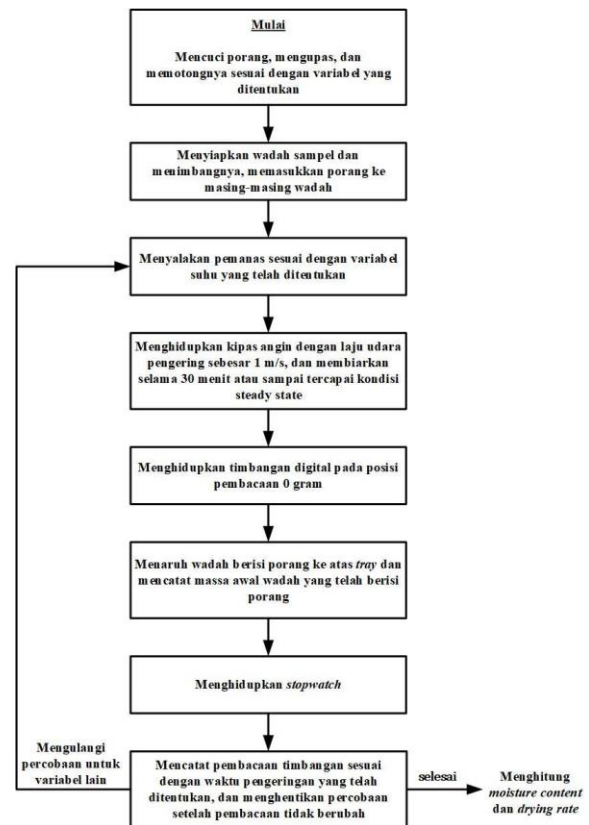 Mulai
Mencuci porang, mengupas, dan
memotongnya sesuai dengan variabel yang
ditentukan
Menyiapkan wadah sampel dan
menimbangnya, memasukkan porang ke
masing-masing wadah
Menyalakan pemanas sesuai dengan variabel
suhu yang telah ditentukan
Menghidupkan kipas angin dengan laju udara
pengering sebesar 1 m/s, dan membiarkan
selama 30 menit atau sampai tercapai kondisi
steady state
Menghidupkan timbangan digital pada posisi
pembacaan 0 gram
Menaruh wadah berisi porang ke atas tray dan
mencatat massa awal wadah yang telah berisi
porang
Menghidupkan stopwatch
Mengulangi
percobaan untuk
variabel lain
Mencatat pembacaan timbangan sesuai
dengan waktu pengeringan yang telah
ditentukan, dan menghentikan percobaan
setelah pembacaan tidak berubah
selesai
Menghitung
moisture content
dan drying rate